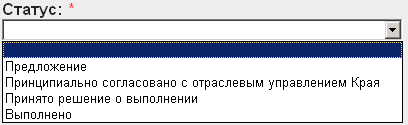 Статус: *
Предложение
Принципиально согласовано с отраслевым управлением Края
Принято решение о выполнении
Выполнено